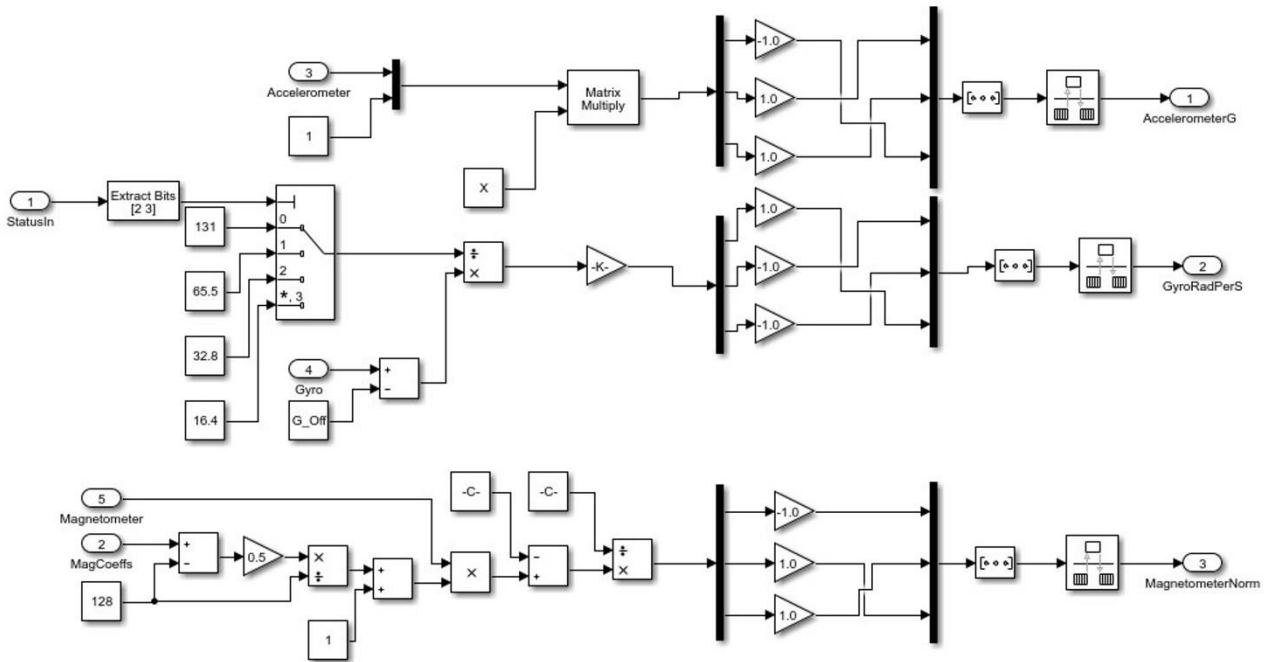 -1.0
3
Accelerometer
1
Matrix
Multiply
1.0
1.0
1
AccelerometerG
X
1
StatusIn
Extract Bits
[2 3]
0
131
1
65.5
2
*, 3
32.8
16.4
÷
×
-K-
1.0
-1.0
-1.0
2
GyroRadPerS
4
Gyro
+
−
G_Off
5
Magnetometer
2
MagCoeffs
128
+
−
0.5
×
÷
+
+
1
-C-
-C-
×
−
+
÷
×
-1.0
1.0
1.0
3
MagnetometerNorm